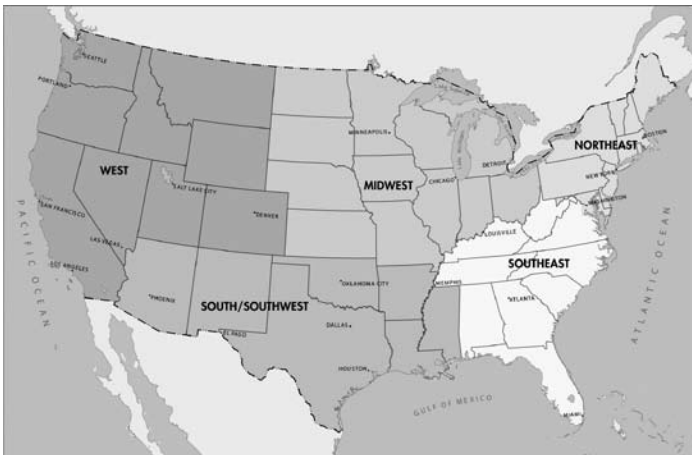 SEATTLE
PORTLAND
MINNEAPOLIS
BOSTON
NORTHEAST
DETROIT
WEST
CHICAGO
NEW YORK
MIDWEST
SALT LAKE CITY
WASHINGTON
SAN FRANCISCO
DENVER
LOUISVILLE
LAS VEGAS
SOUTHEAST
LOS ANGELES
OKLAHOMA CITY
MEMPHIS
PHOENIX
ATLANTA
SOUTH/SOUTHWEST
DALLAS
EL PASO
HOUSTON
MIAMI
PACIFIC OCEAN
ATLANTIC OCEAN
GULF OF MEXICO